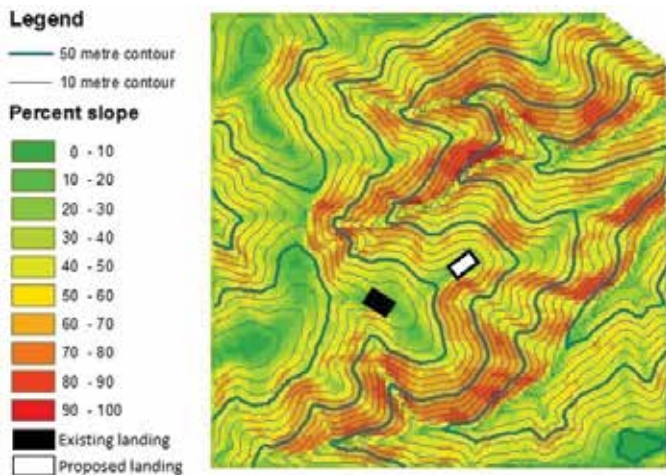 Legend
50 metre contour
10 metre contour
Percent slope
0 - 10
10 - 20
20 - 30
30 - 40
40 - 50
50 - 60
60 - 70
70 - 80
80 - 90
90 - 100
Existing landing
Proposed landing